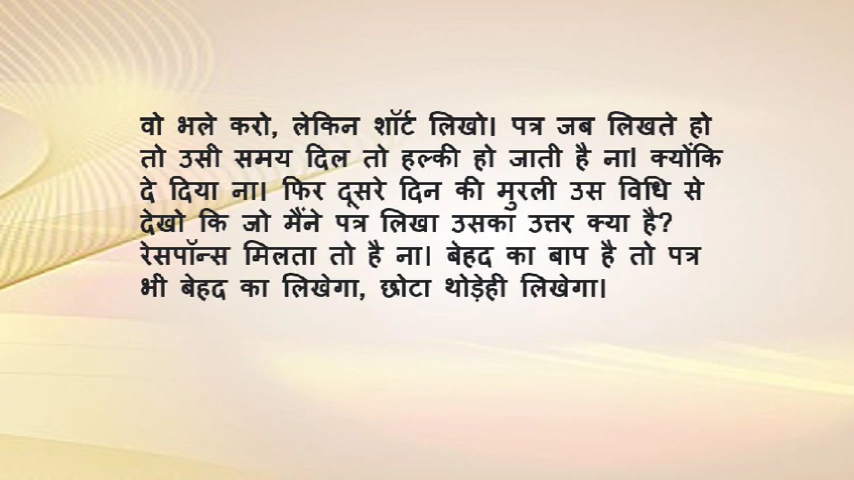 वो भले करो, लेकिन शॉर्ट लिखो। पत्र जब लिखते हो
तो उसी समय दिल तो हल्की हो जाती है ना। क्योंकि
दे दिया ना। फिर दूसरे दिन की मुरली उस विधि से
देखो कि जो मैंने पत्र लिखा उसका उत्तर क्या है?
रेसपॉन्स मिलता तो है ना। बेहद का बाप है तो पत्र
भी बेहद का लिखेगा, छोटा थोड़ेही लिखेगा।